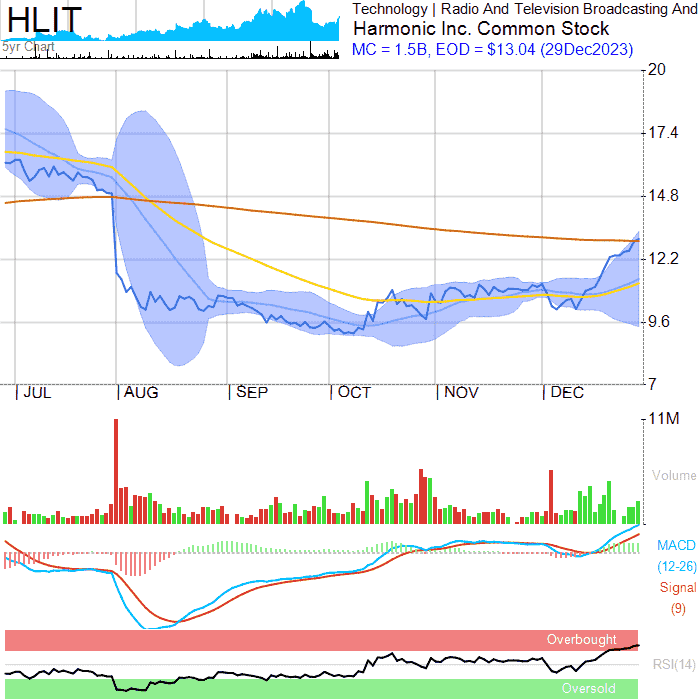 HLIT
Technology | Radio And Television Broadcasting And
Harmonic Inc. Common Stock
5yr Chart
MC = 1.5B, EOD = $13.04 (29Dec2023)
20
17.4
14.8
12.2
9.6
7
JUL AUG SEP OCT NOV DEC
11M
Volume
MACD
(12-26)
Signal
(9)
Overbought
RSI(14)
Oversold